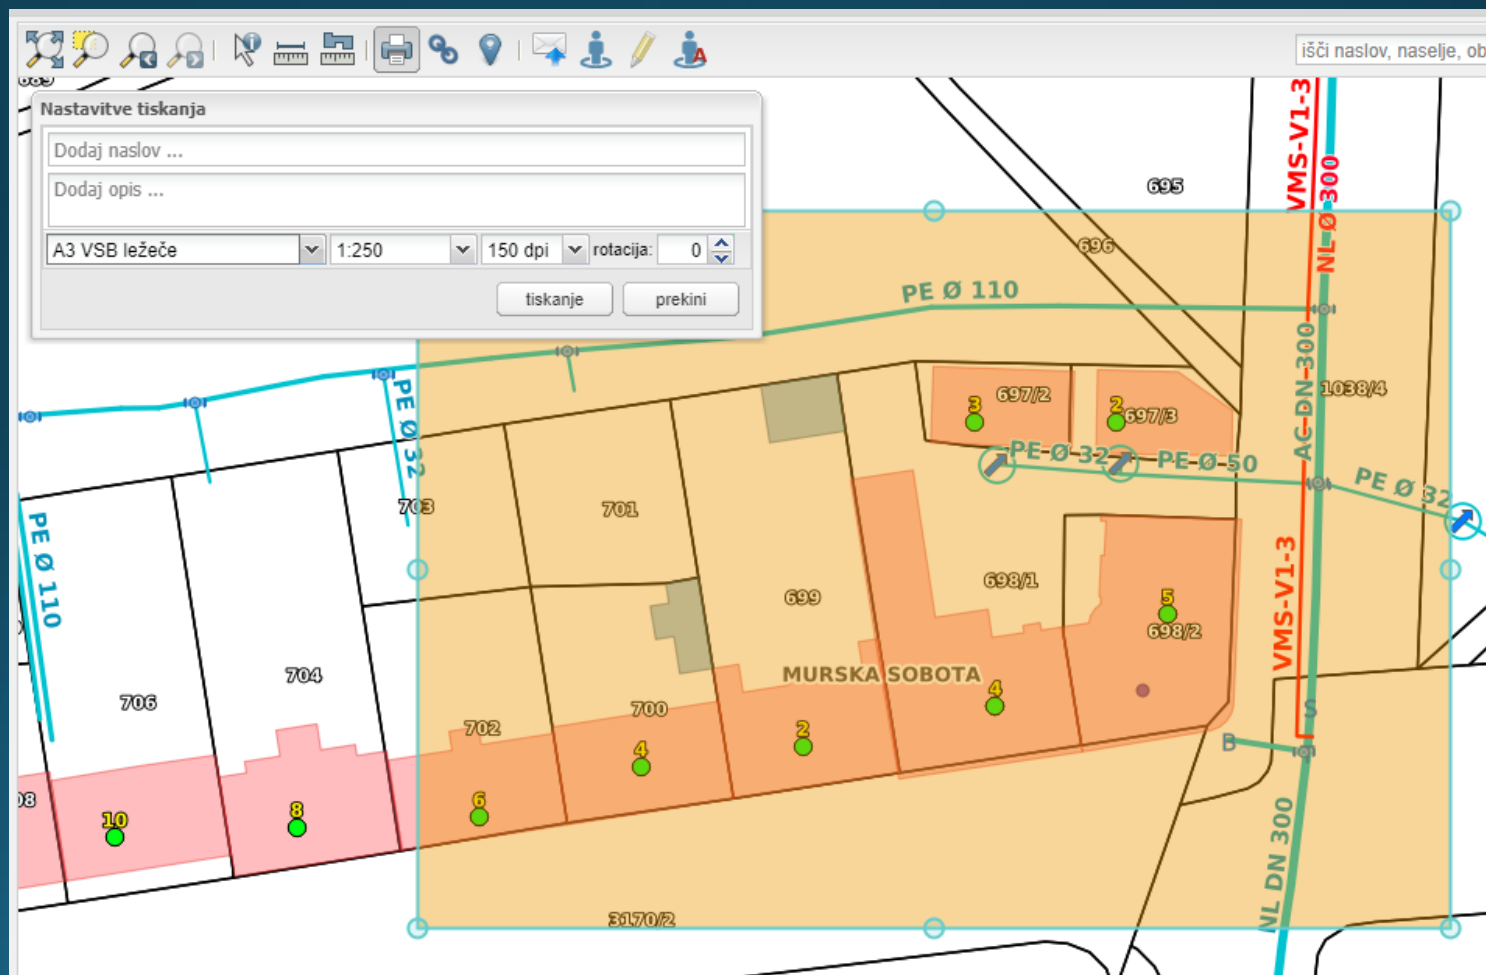 išči naslov, naselje, ob
689
Nastavitve tiskanja
Dodaj naslov ...
Dodaj opis ...
A3 VSB ležeče
1:250
150 dpi
rotacija:
0
tiskanje
prekini
VMS-V1-3
NL Ø 300
695
696
PE Ø 110
AC DN 300
1038/4
697/2
697/3
3
2
PE Ø 32
PE Ø 32
PE Ø 50
PE Ø 32
703
701
PE Ø 110
699
698/1
5
698/2
VMS-V1-3
MURSKA SOBOTA
704
706
700
702
4
S
2
4
B
08
6
8
10
NL DN 300
3170/2